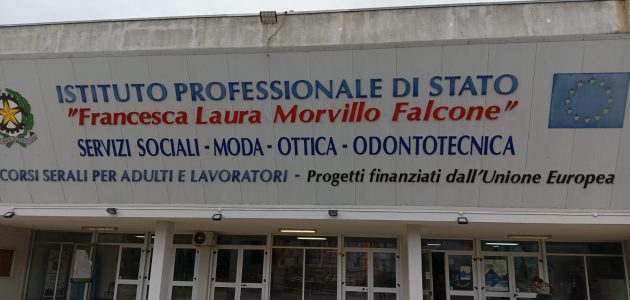 ISTITUTO PROFESSIONALE DI STATO
"Francesca Laura Morvillo Falcone"
SERVIZI SOCIALI - MODA - OTTICA - ODONTOTECNICA
CORSI SERALI PER ADULTI E LAVORATORI - Progetti finanziati dall'Unione Europea